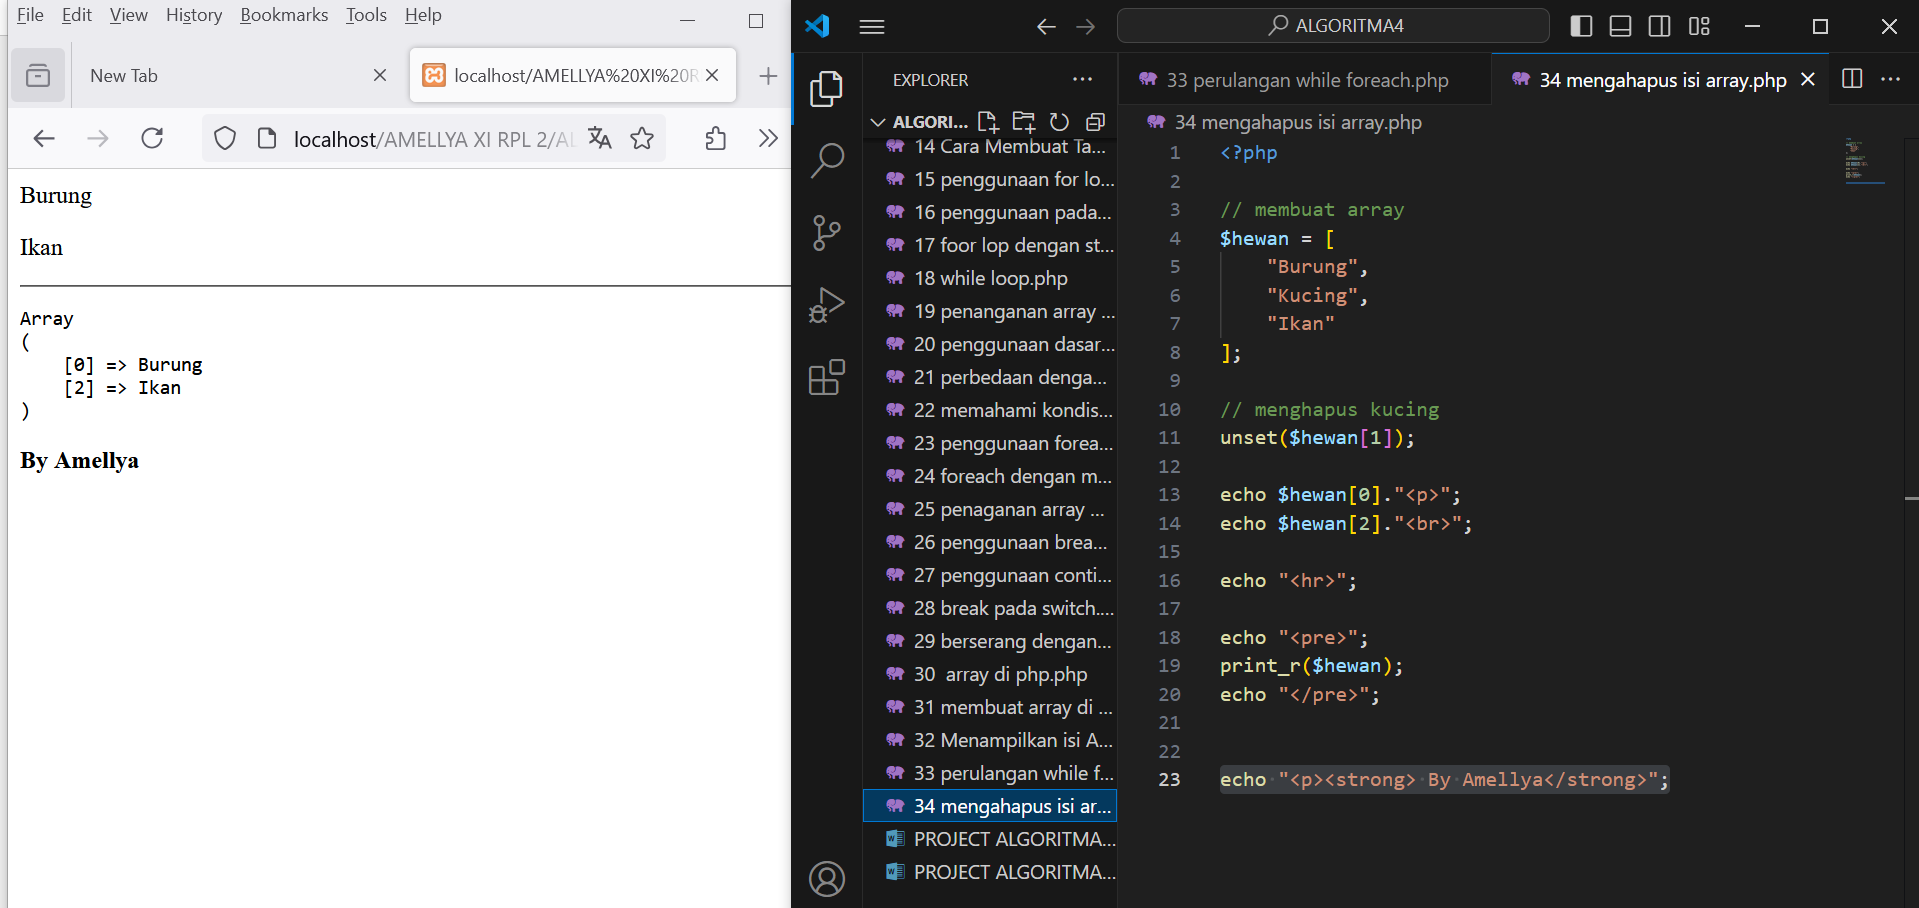 File Edit View History Bookmarks Tools Help
New Tab
localhost/AMELLYA%20XI%20R
localhost/AMELLYA XI RPL 2/AL
Burung
Ikan
Array
(
    [0] => Burung
    [2] => Ikan
)
By Amellya
ALGORITMA4
EXPLORER
ALGORI...
14 Cara Membuat Ta...
15 penggunaan for lo...
16 penggunaan pada...
17 foor lop dengan st...
18 while loop.php
19 penanganan array ...
20 penggunaan dasar...
21 perbedaan denga...
22 memahami kondis...
23 penggunaan forea...
24 foreach dengan m...
25 penaganan array ...
26 penggunaan brea...
27 penggunaan conti...
28 break pada switch....
29 berserang dengan...
30  array di php.php
31 membuat array di ...
32 Menampilkan isi A...
33 perulangan while f...
34 mengahapus isi ar...
PROJECT ALGORITMA...
PROJECT ALGORITMA...
33 perulangan while foreach.php
34 mengahapus isi array.php
34 mengahapus isi array.php
1 <?php
2
3 // membuat array
4 $hewan = [
5     "Burung",
6     "Kucing",
7     "Ikan"
8 ];
9
10 // menghapus kucing
11 unset($hewan[1]);
12
13 echo $hewan[0]."<p>";
14 echo $hewan[2]."<br>";
15
16 echo "<hr>";
17
18 echo "<pre>";
19 print_r($hewan);
20 echo "</pre>";
21
22
23 echo "<p><strong> By Amellya</strong>";